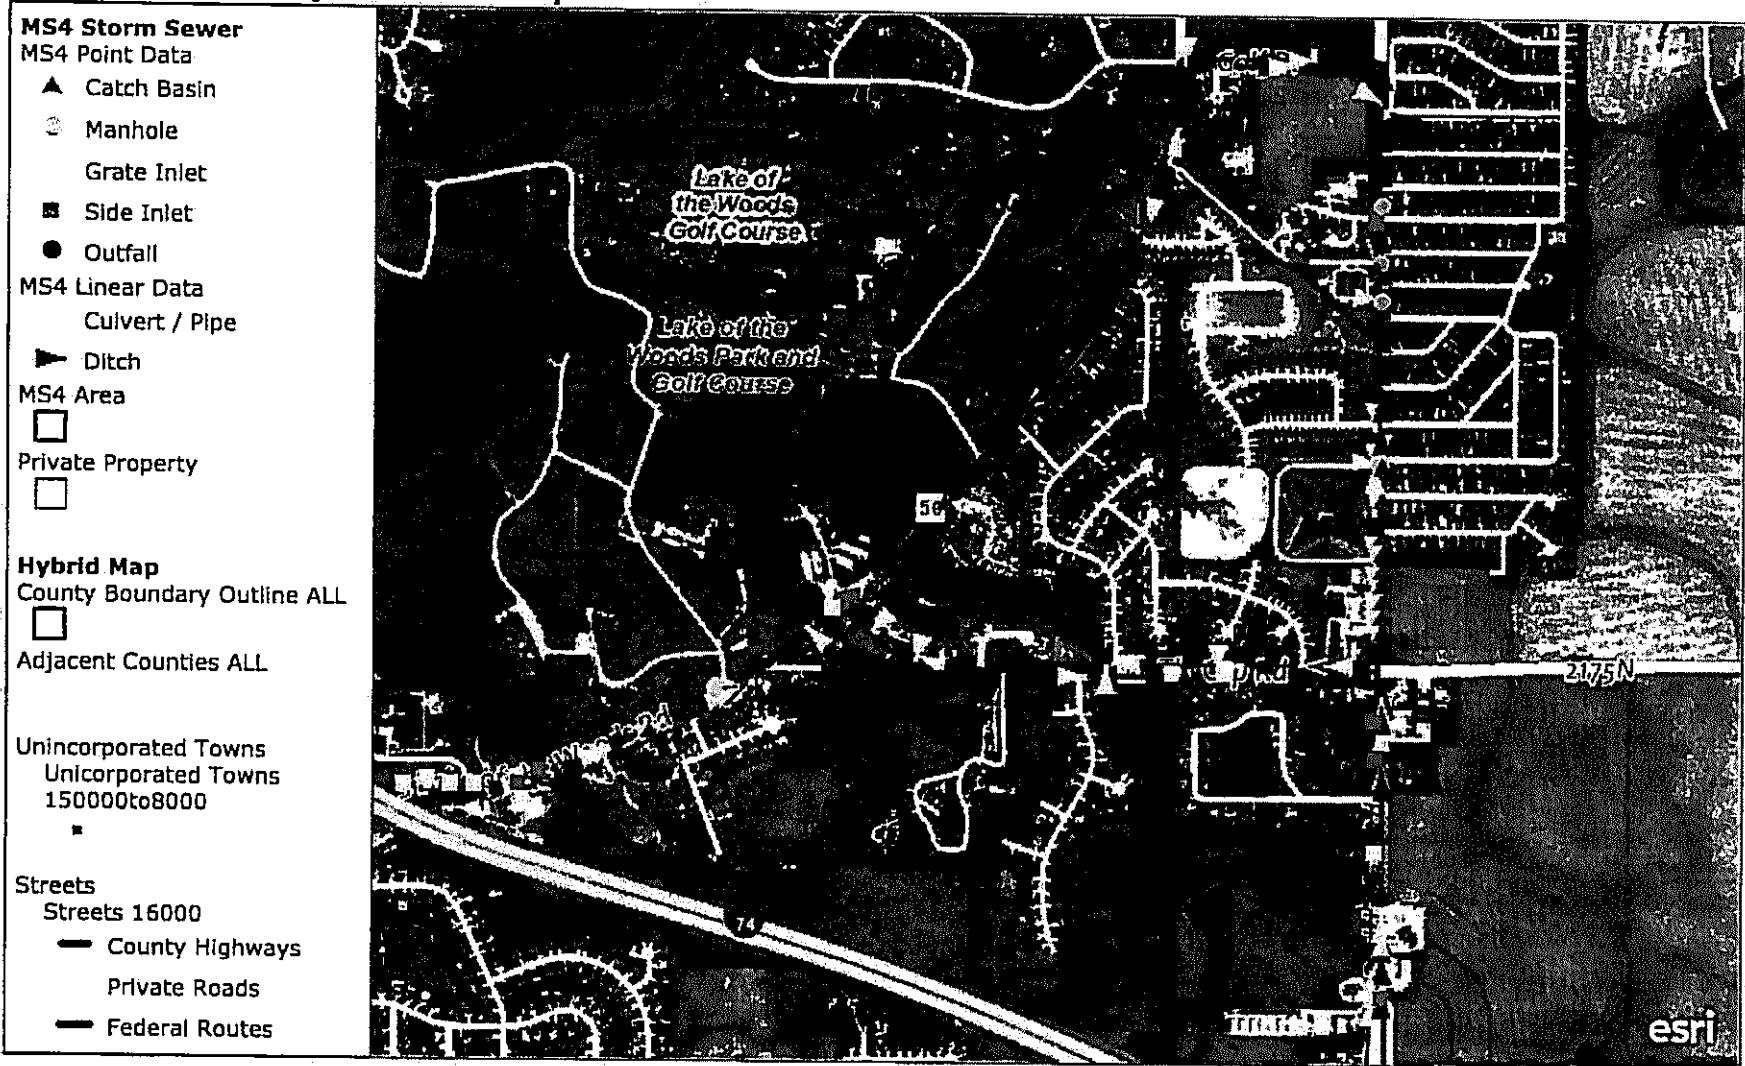 MS4 Storm Sewer
MS4 Point Data
Catch Basin
Manhole
Grate Inlet
Side Inlet
Outfall
MS4 Linear Data
Culvert / Pipe
Ditch
MS4 Area
Private Property
Hybrid Map
County Boundary Outline ALL
Adjacent Counties ALL
Unincorporated Towns
Unicorporated Towns
150000to8000
Streets
Streets 16000
County Highways
Private Roads
Federal Routes
Lake of
the Woods
Golf Course
Lake of the
Woods Park and
Golf Course
Rd
2175N
74
esri